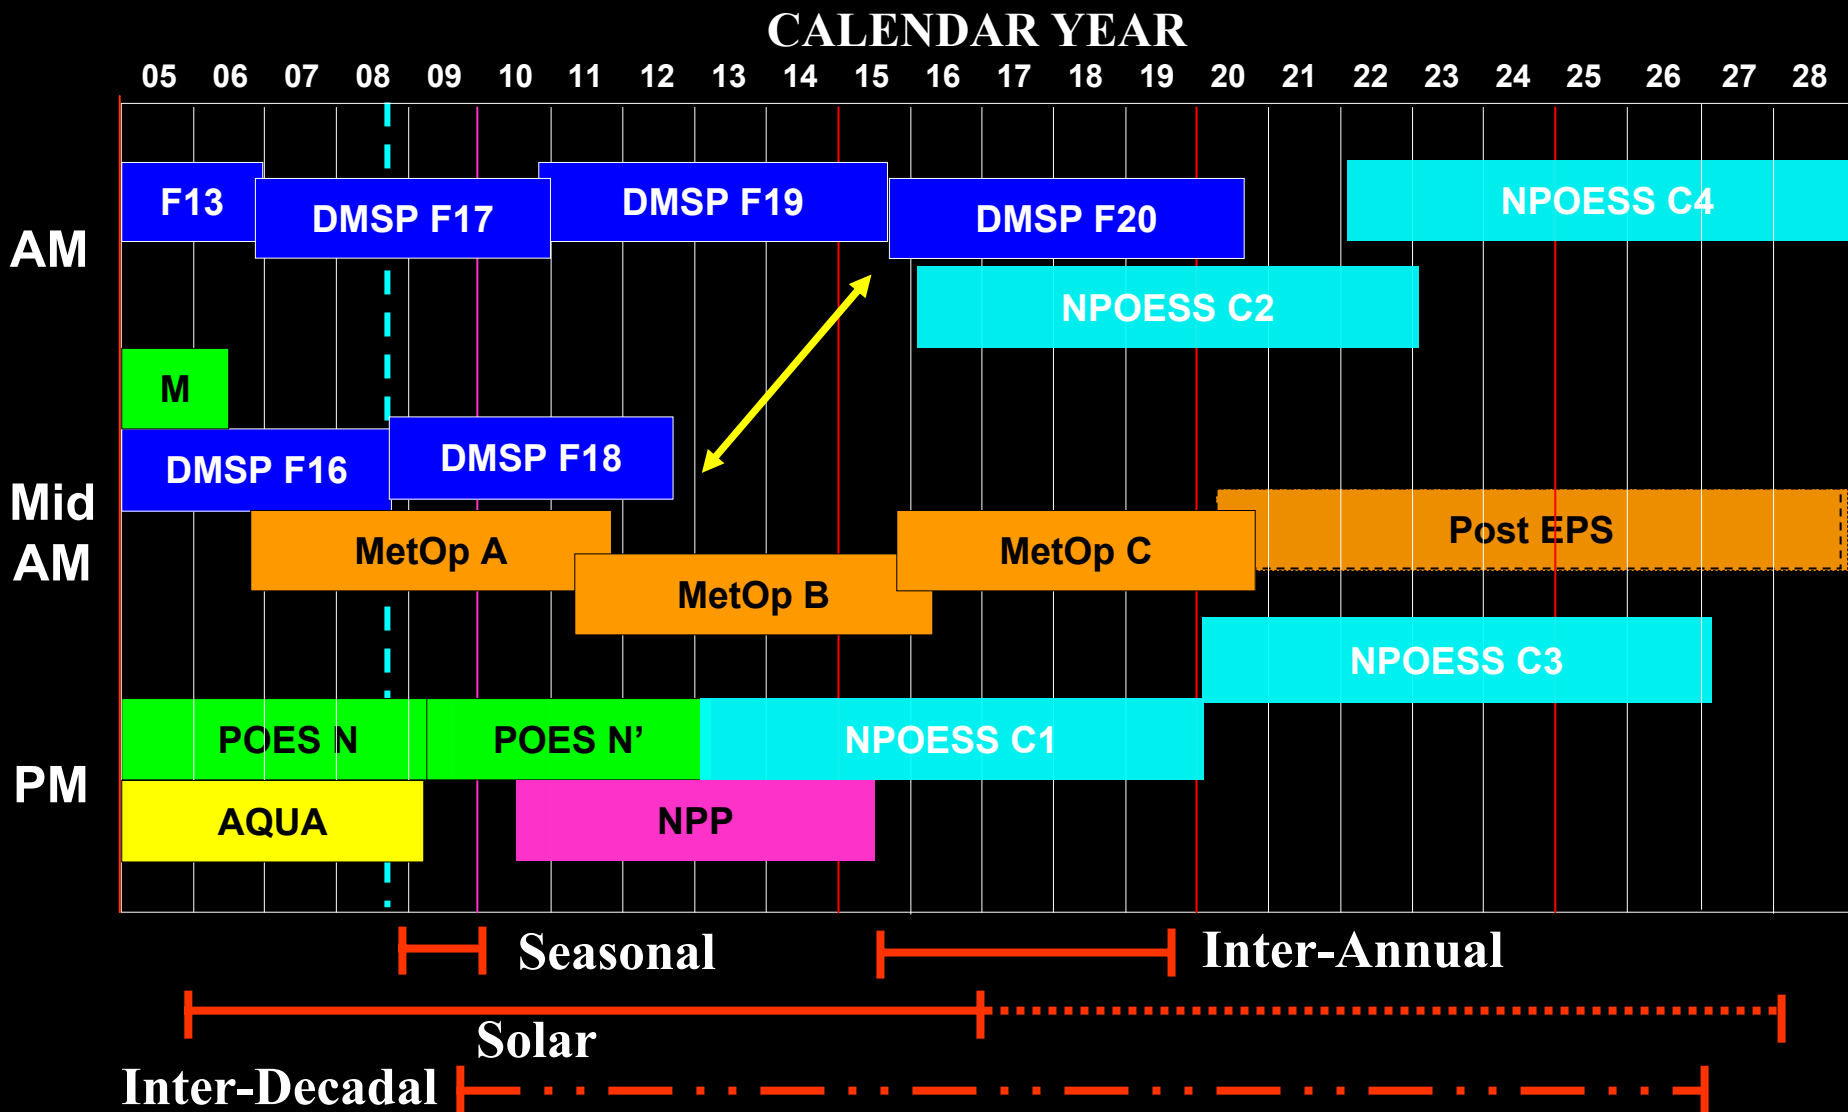 CALENDAR YEAR
05 06 07 08 09 10 11 12 13 14 15 16 17 18 19 20 21 22 23 24 25 26 27 28
AM
F13
DMSP F17
DMSP F19
DMSP F20
NPOESS C4
NPOESS C2
M
Mid
AM
DMSP F16
DMSP F18
MetOp A
MetOp B
MetOp C
Post EPS
NPOESS C3
PM
POES N
POES N’
NPOESS C1
AQUA
NPP
Seasonal
Inter-Annual
Solar
Inter-Decadal